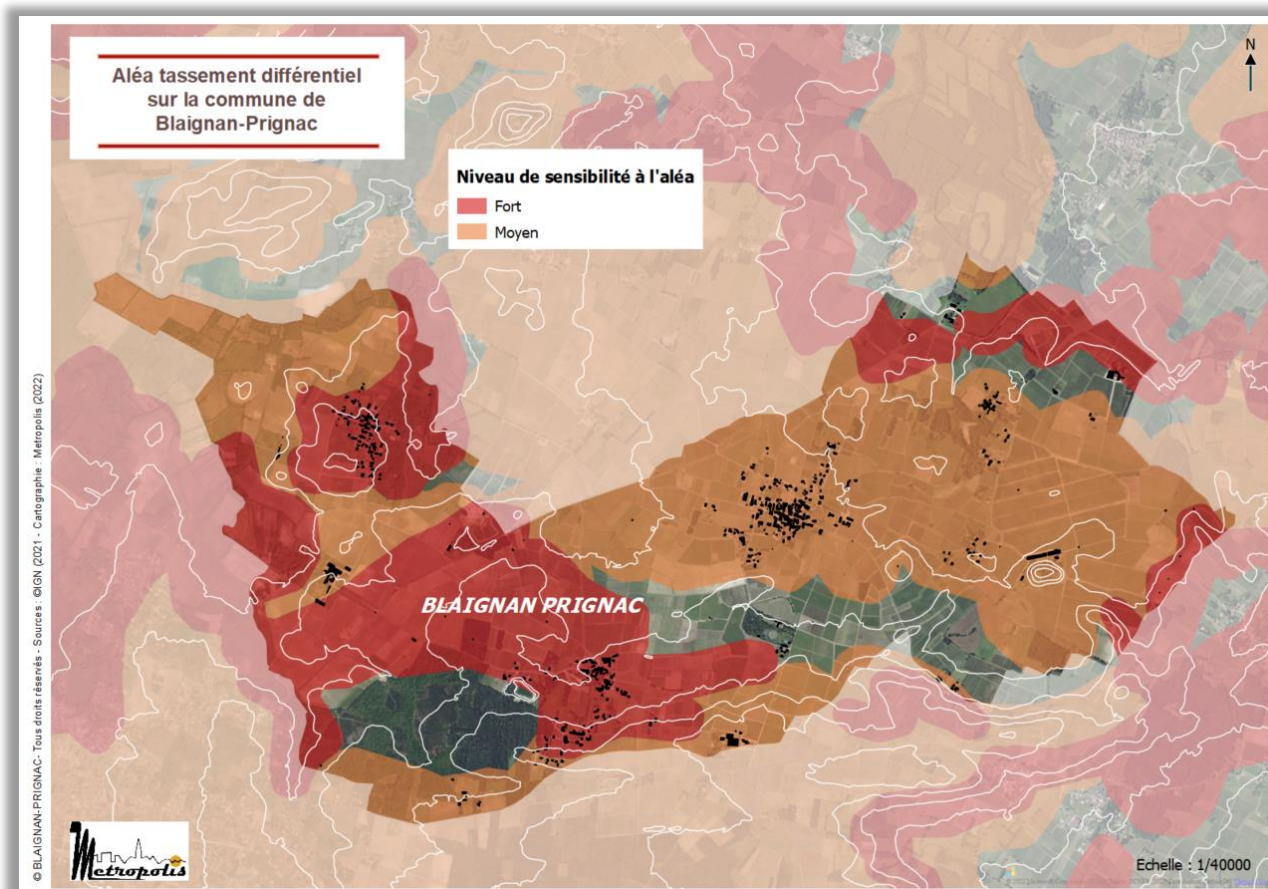 Aléa tassement différentiel
sur la commune de
Blaignan-Prignac
N
Niveau de sensibilité à l'aléa
Fort
Moyen
BLAIGNAN PRIGNAC
© BLAIGNAN-PRIGNAC- Tous droits réservés - Sources : ©IGN (2021 - Cartographie : Metropolis (2022)
Metropolis
Echelle : 1/40000